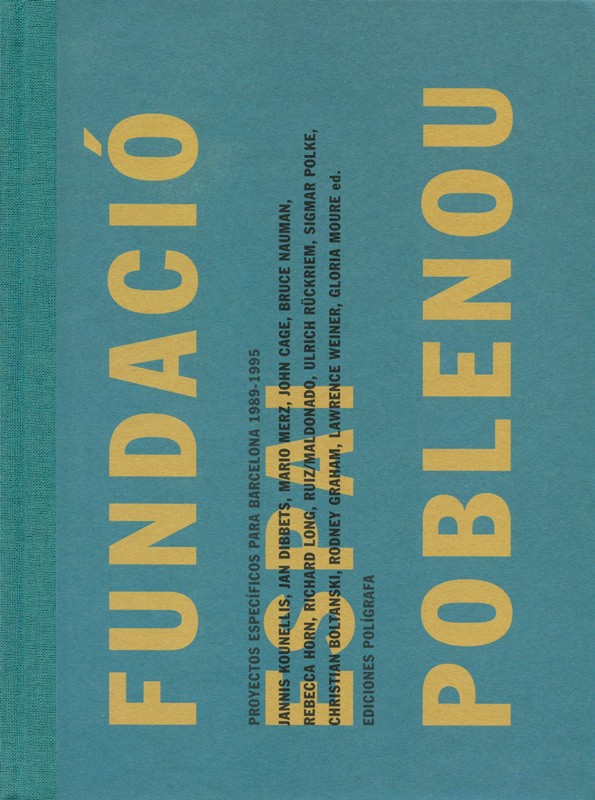 FUNDACIÓ
ESPAI
POBLENOU
PROYECTOS ESPECÍFICOS PARA BARCELONA 1989-1995
JANNIS KOUNELLIS, JAN DIBBETS, MARIO MERZ, JOHN CAGE, BRUCE NAUMAN,
REBECCA HORN, RICHARD LONG, RUIZ/MALDONADO, ULRICH RÜCKRIEM, SIGMAR POLKE,
CHRISTIAN BOLTANSKI, RODNEY GRAHAM, LAWRENCE WEINER, GLORIA MOURE ed.
EDICIONES POLÍGRAFA